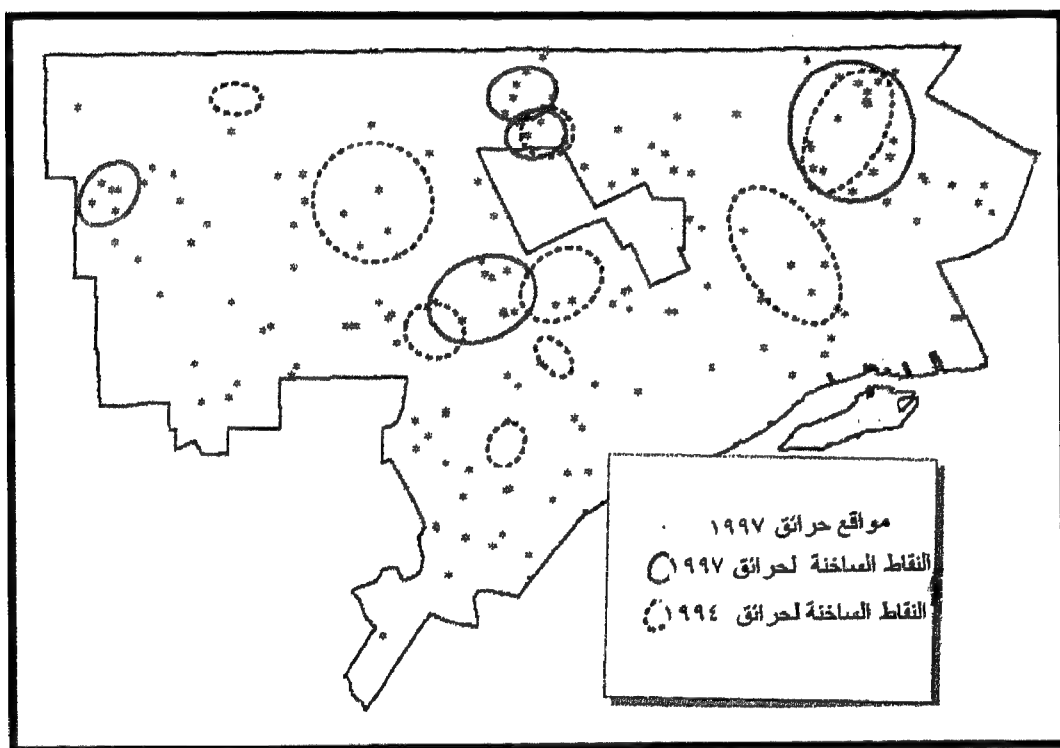 مواقع حرائق ١٩٩٧
النقاط الساخنة لحرائق ١٩٩٧
النقاط الساخنة لحرائق ١٩٩٤